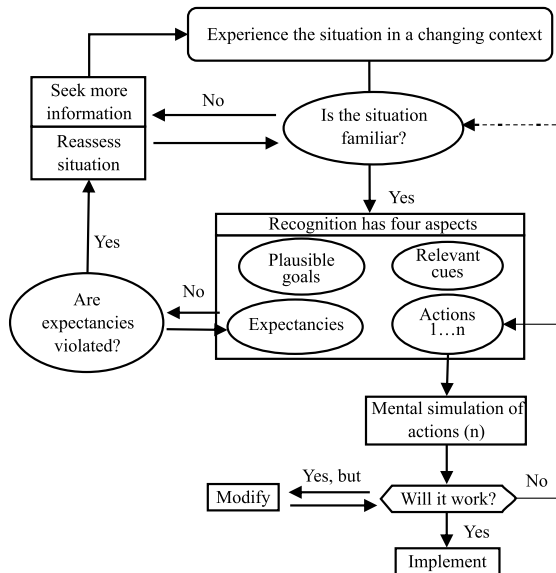 Experience the situation in a changing context
Seek more
information
No
Is the situation
familiar?
Reassess
situation
Yes
Recognition has four aspects
Plausible
goals
Relevant
cues
Yes
Are
expectancies
violated?
No
Expectancies
Actions
1…n
Mental simulation of
actions (n)
Yes, but
No
Modify
Will it work?
Yes
Implement